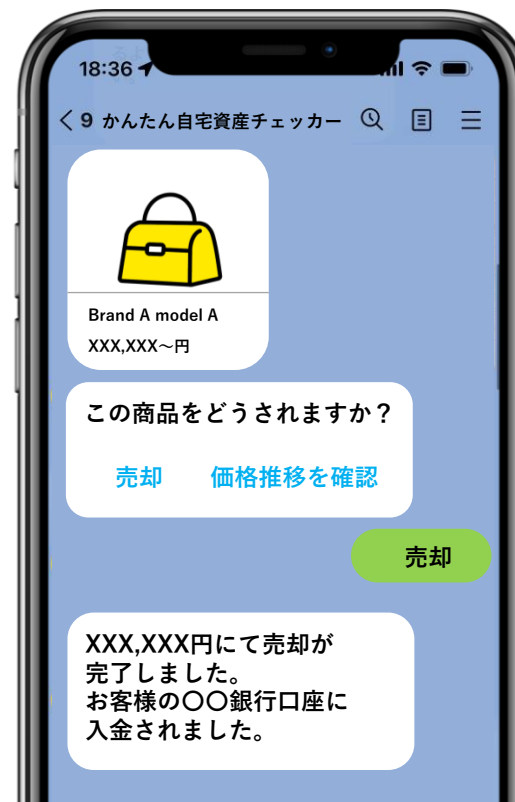 18:36
9 かんたん自宅資産チェッカー
Brand A model A
XXX,XXX～円
この商品をどうされますか？
売却 価格推移を確認
売却
XXX,XXX円にて売却が
完了しました。
お客様の〇〇銀行口座に
入金されました。